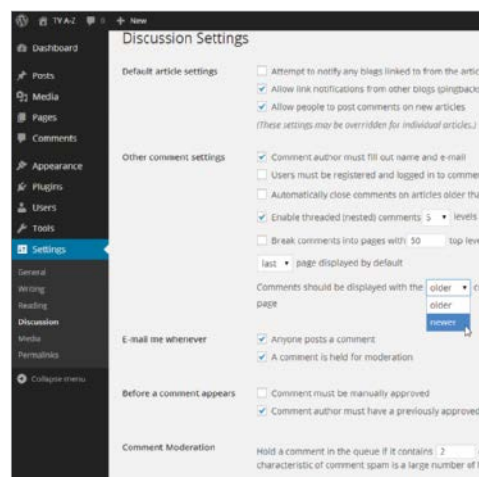 TV A-Z
+ New
Dashboard
Posts
Media
Pages
Comments
Appearance
Plugins
Users
Tools
Settings
General
Writing
Reading
Discussion
Media
Permalinks
Collapse menu
Discussion Settings
Default article settings
Attempt to notify any blogs linked to from the artic
Allow link notifications from other blogs (pingbacks
Allow people to post comments on new articles
(These settings may be overridden for individual articles.)
Other comment settings
Comment author must fill out name and e-mail
Users must be registered and logged in to commer
Automatically close comments on articles older tha
Enable threaded (nested) comments 5 levels
Break comments into pages with 50 top leve
last page displayed by default
Comments should be displayed with the older c
page
older
newer
E-mail me whenever
Anyone posts a comment
A comment is held for moderation
Before a comment appears
Comment must be manually approved
Comment author must have a previously approved
Comment Moderation
Hold a comment in the queue if it contains 2
characteristic of comment spam is a large number of